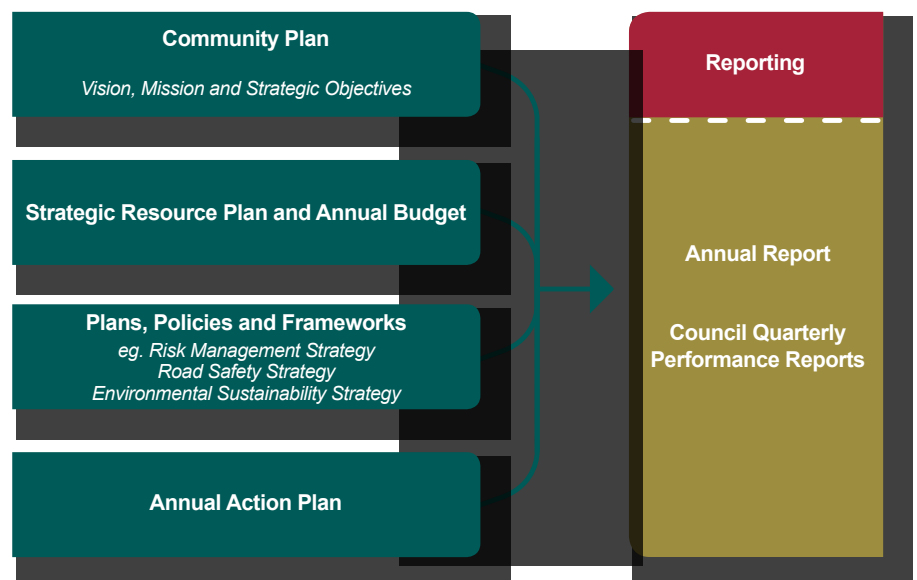 Community Plan
Vision, Mission and Strategic Objectives
Strategic Resource Plan and Annual Budget
Plans, Policies and Frameworks
eg. Risk Management Strategy
Road Safety Strategy
Environmental Sustainability Strategy
Annual Action Plan
Reporting
Annual Report
Council Quarterly
Performance Reports